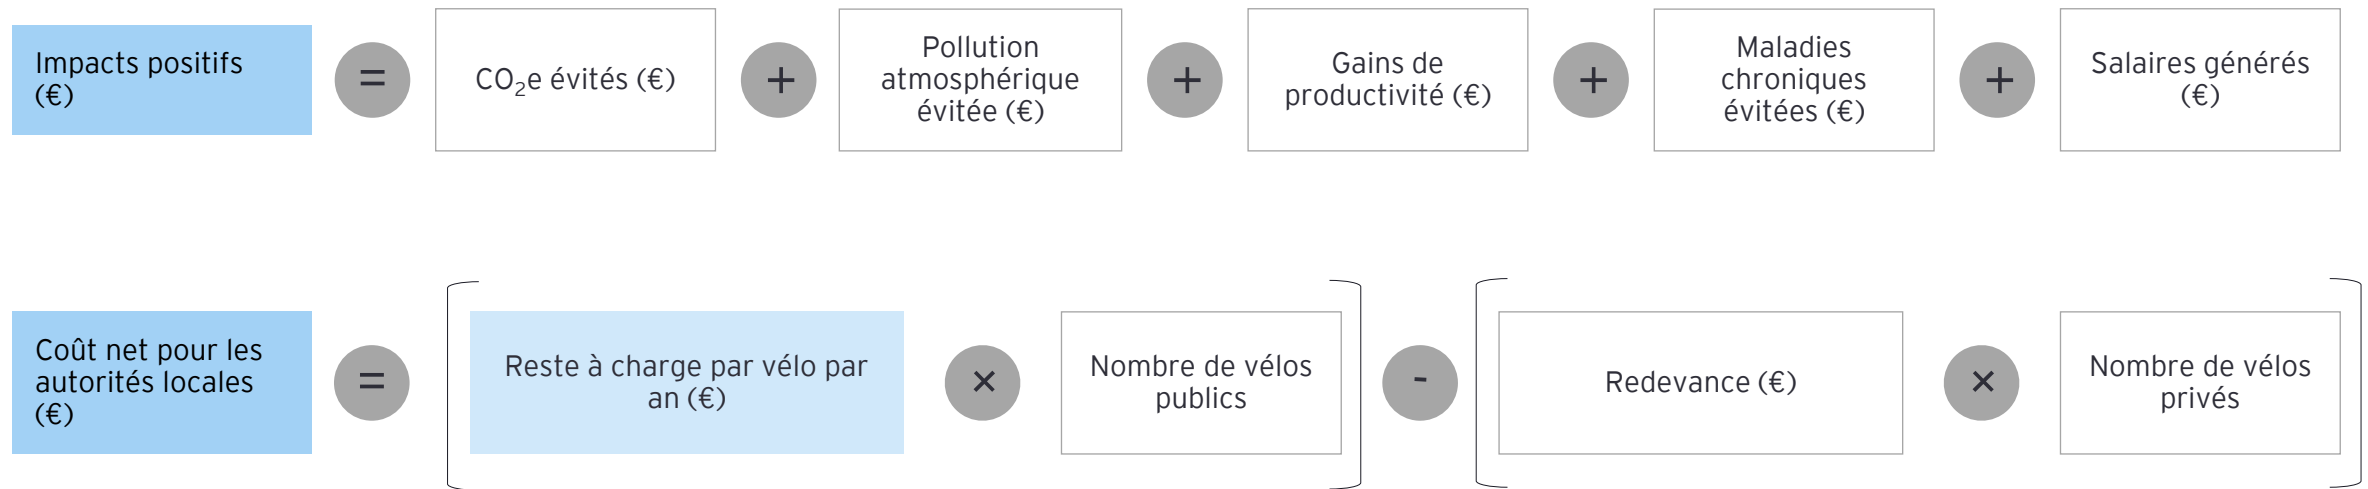 Impacts positifs
(€)
=
CO₂e évités (€)
+
Pollution
atmosphérique
évitée (€)
+
Gains de
productivité (€)
+
Maladies
chroniques
évitées (€)
+
Salaires générés
(€)
Coût net pour les
autorités locales
(€)
=
Reste à charge par vélo par
an (€)
×
Nombre de vélos
publics
-
Redevance (€)
×
Nombre de vélos
privés